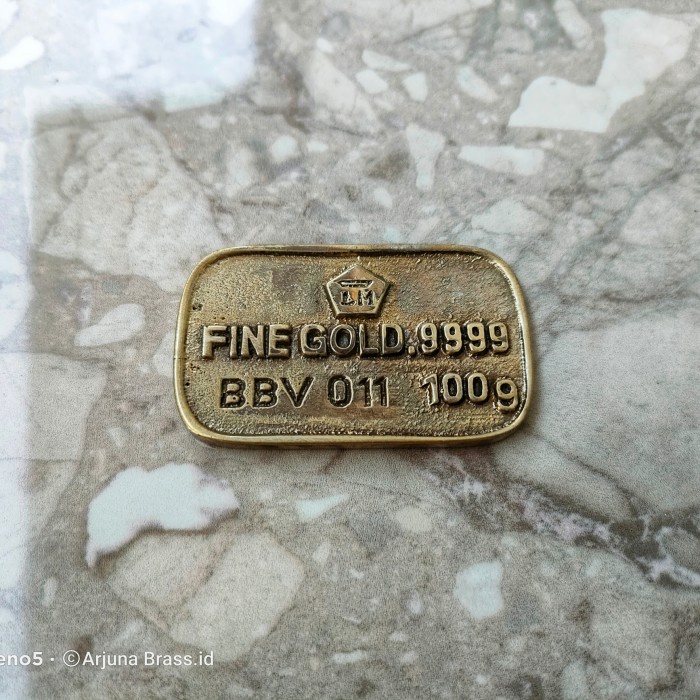 LM
FINE GOLD.9999
BBV 011 100g
eno5 · ©Arjuna Brass.id